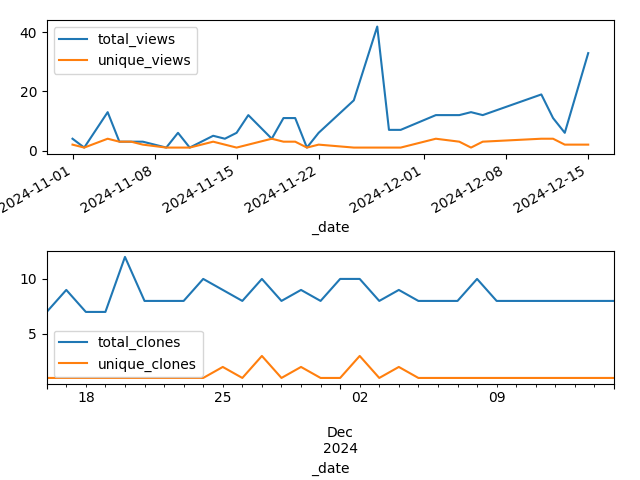 40
20
0
total_views
unique_views
2024-11-01
2024-11-08
2024-11-15
2024-11-22
2024-12-01
2024-12-08
2024-12-15
_date
10
5
total_clones
unique_clones
18
25
02
09
Dec
2024
_date